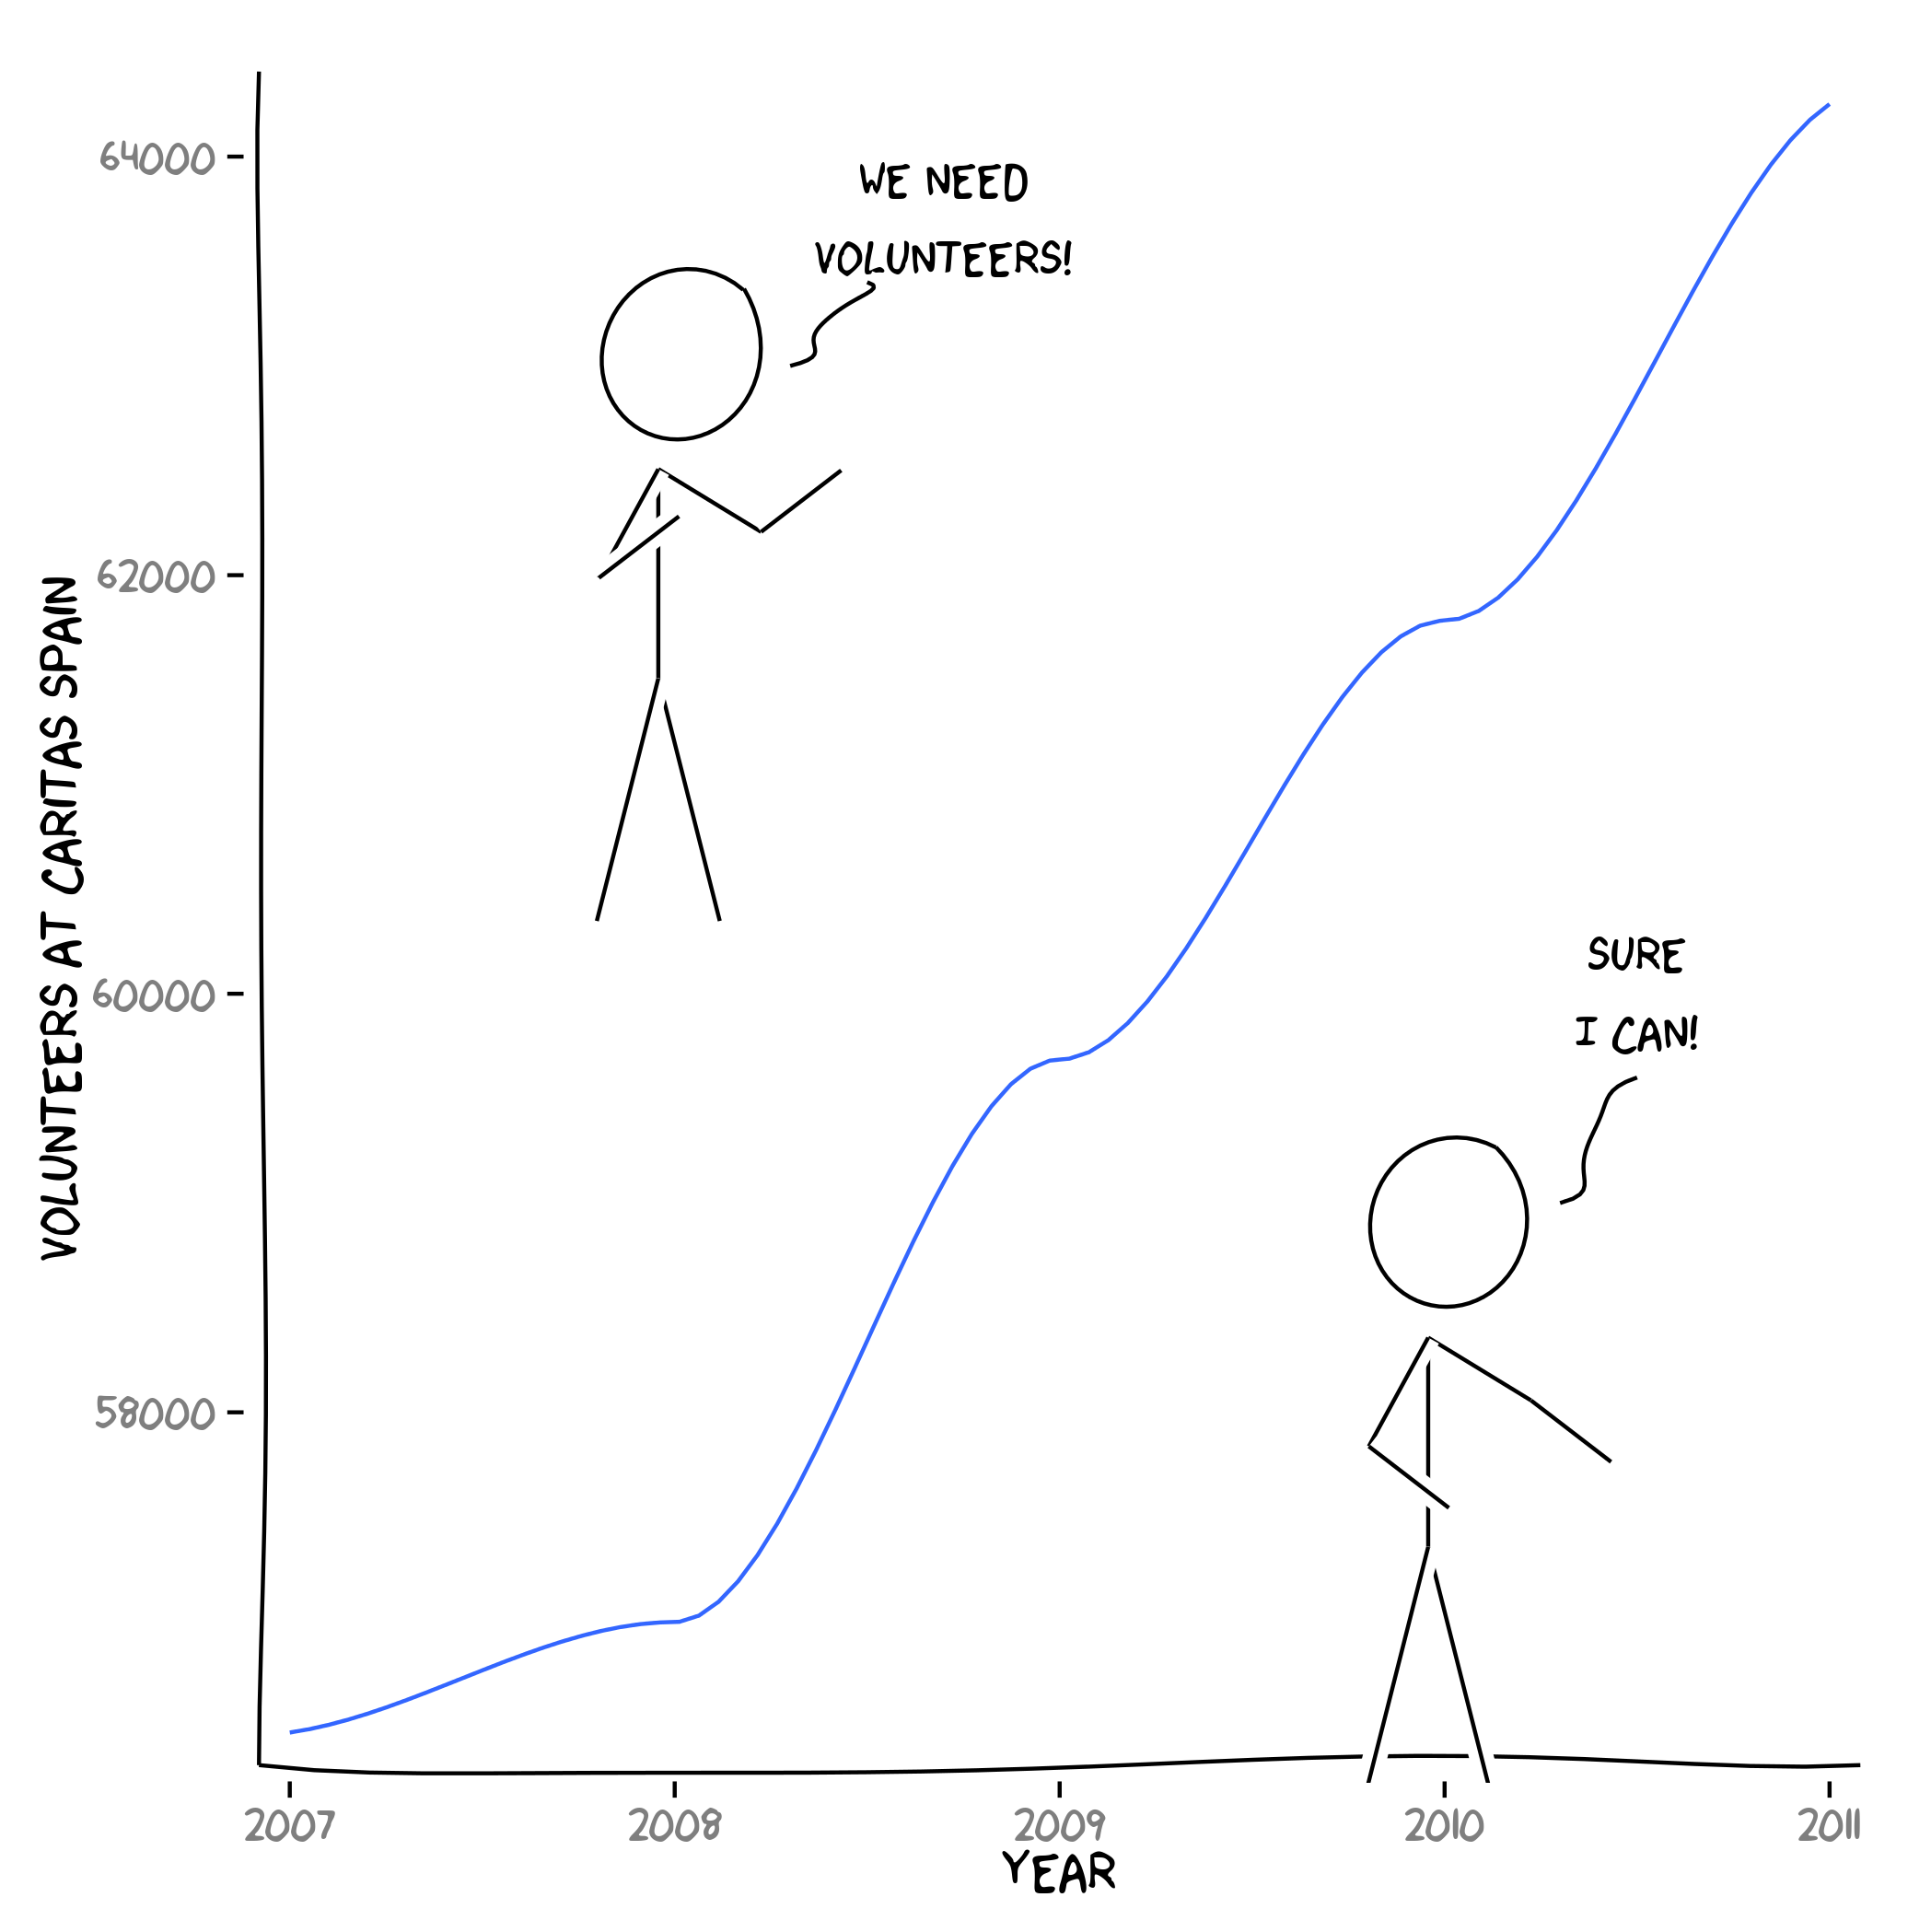 WE NEED
VOLUNTEERS!
SURE
I CAN!
VOLUNTEERS AT CARITAS SPAIN
64000
62000
60000
58000
2007
2008
2009
2010
2011
YEAR